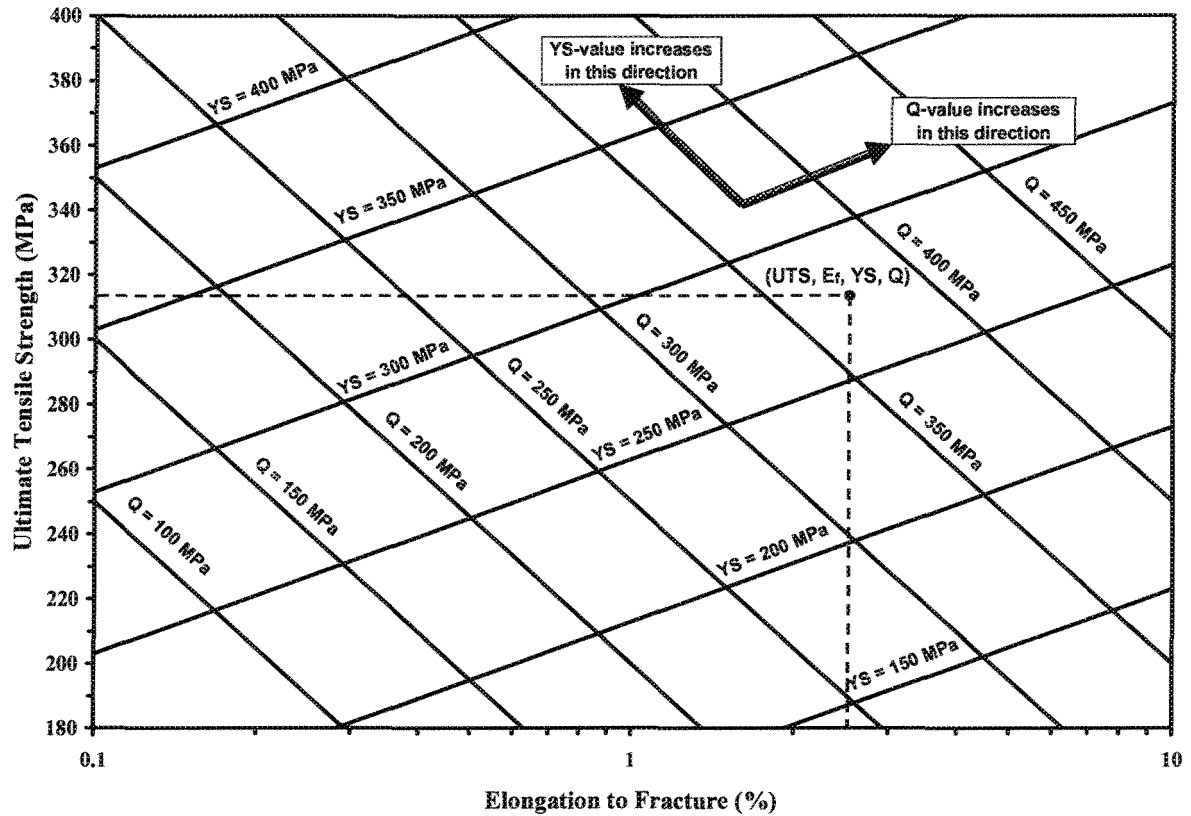 400
380
360
340
320
300
280
260
240
220
200
180
Ultimate Tensile Strength (MPa)
YS-value increases
in this direction
Q-value increases
in this direction
YS = 400 MPa
YS = 350 MPa
YS = 300 MPa
YS = 250 MPa
YS = 200 MPa
YS = 150 MPa
(UTS, Ef, YS, Q)
Q = 450 MPa
Q = 400 MPa
Q = 350 MPa
Q = 300 MPa
Q = 250 MPa
Q = 200 MPa
Q = 150 MPa
Q = 100 MPa
0.1
1
10
Elongation to Fracture (%)